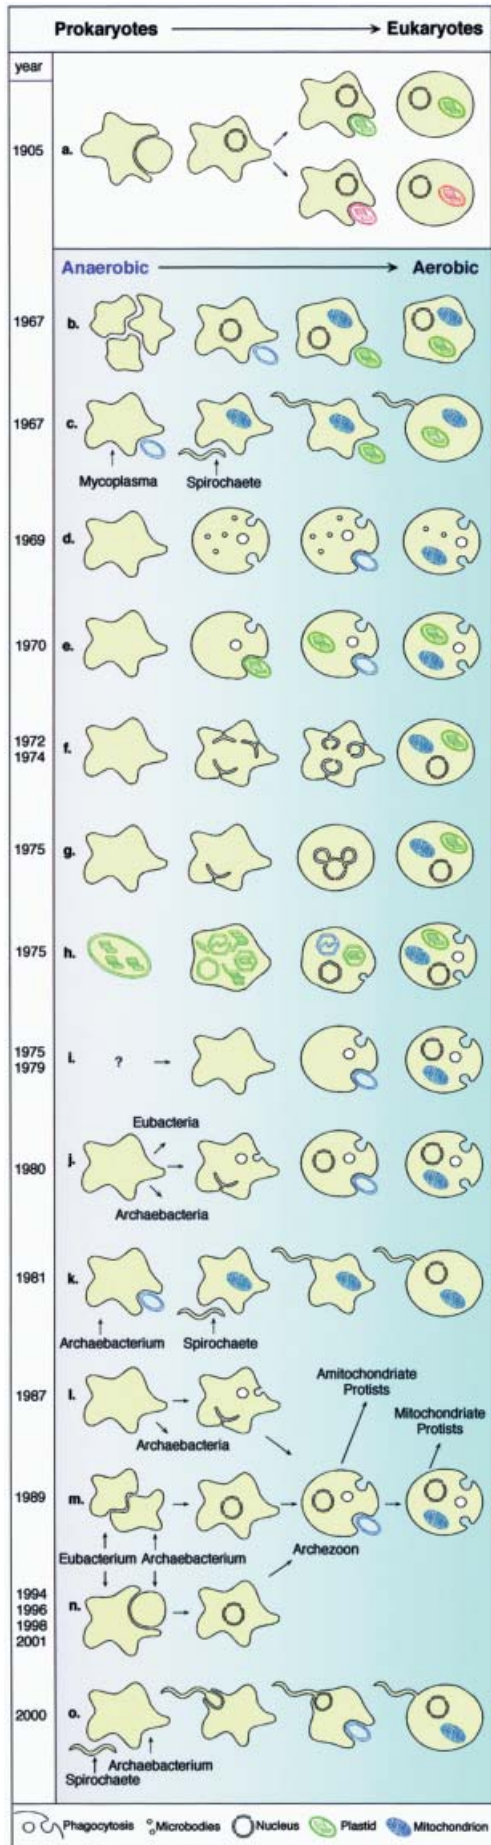 Prokaryotes Eukaryotes
year
1905 a.
Anaerobic Aerobic
1967 b.
1967 c.
Mycoplasma Spirochaete
1969 d.
1970 e.
1972
1974
f.
1975 g.
1975 h.
1975
1979
i. ?
Eubacteria
1980 j.
Archaebacteria
1981 k.
Archaebacterium Spirochaete
1987 l.
Archaebacteria
Amitochondriate
Protists
Mitochondriate
Protists
1989 m.
Eubacterium Archaebacterium
Archezoon
1994
1996
1998
2001
n.
2000 o.
Archaebacterium
Spirochaete
Phagocytosis Microbodies Nucleus Plastid Mitochondrion